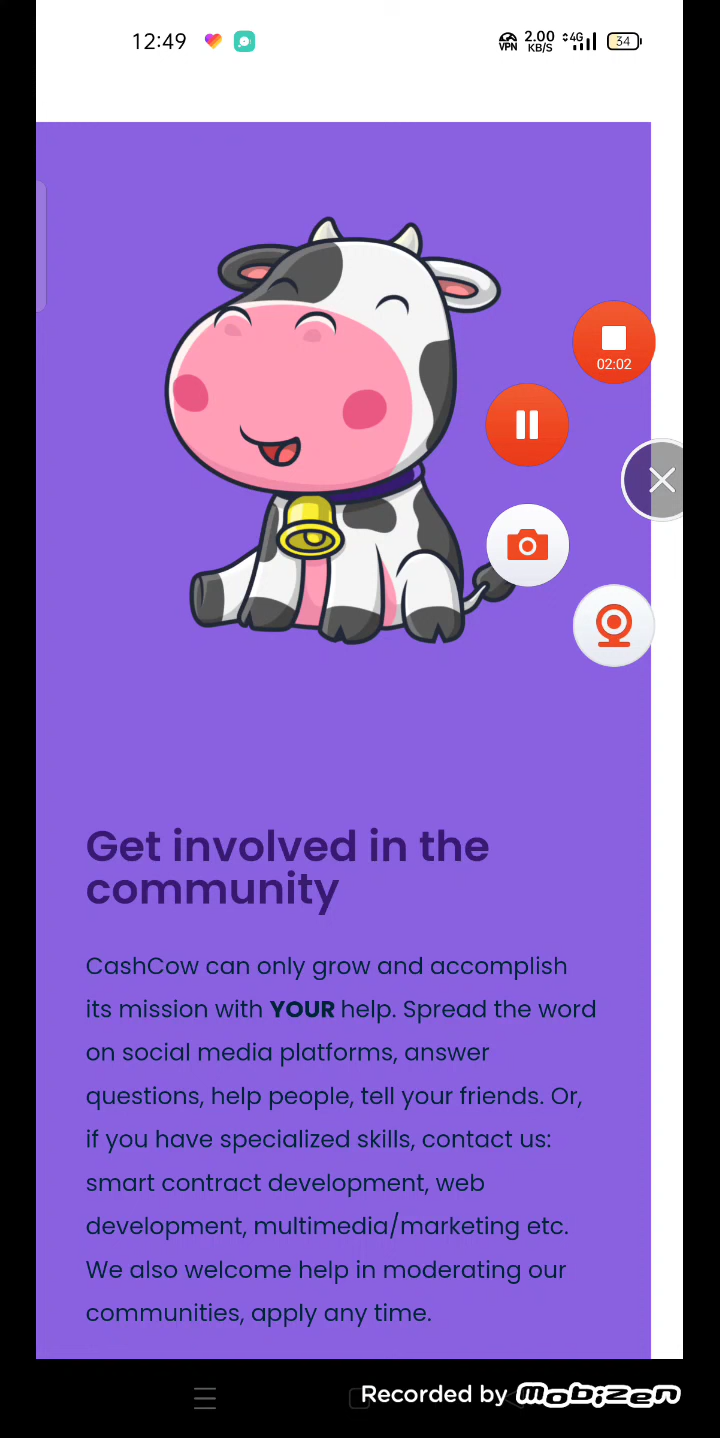 12:49
VPN 2.00 KB/S 4G 34
02:02
Get involved in the
community
CashCow can only grow and accomplish
its mission with YOUR help. Spread the word
on social media platforms, answer
questions, help people, tell your friends. Or,
if you have specialized skills, contact us:
smart contract development, web
development, multimedia/marketing etc.
We also welcome help in moderating our
communities, apply any time.
Recorded by mobizen